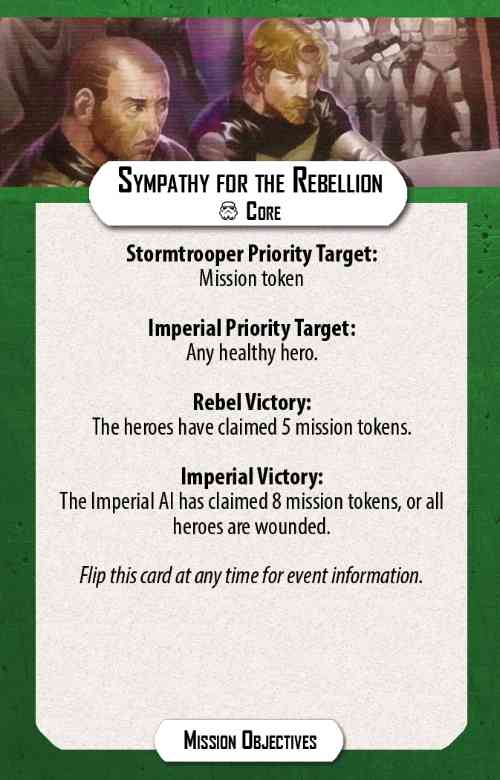 Sympathy for the Rebellion
Core
Stormtrooper Priority Target:
Mission token
Imperial Priority Target:
Any healthy hero.
Rebel Victory:
The heroes have claimed 5 mission tokens.
Imperial Victory:
The Imperial AI has claimed 8 mission tokens, or all
heroes are wounded.
Flip this card at any time for event information.
Mission Objectives